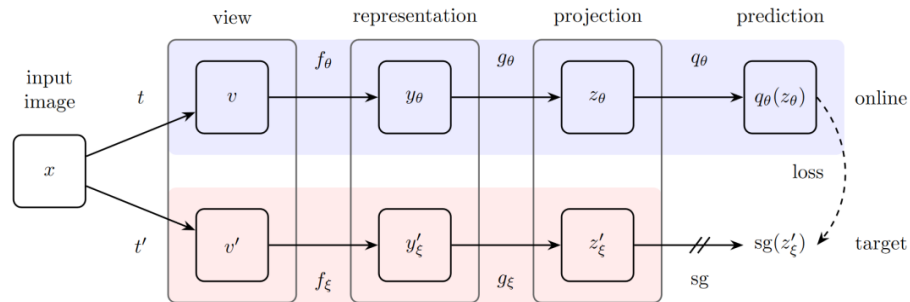 view
representation
projection
prediction
input
image
t
f_θ
g_θ
q_θ
v
y_θ
z_θ
q_θ(z_θ)
online
x
loss
t′
v′
y′_ξ
z′_ξ
sg(z′_ξ)
target
f_ξ
g_ξ
sg